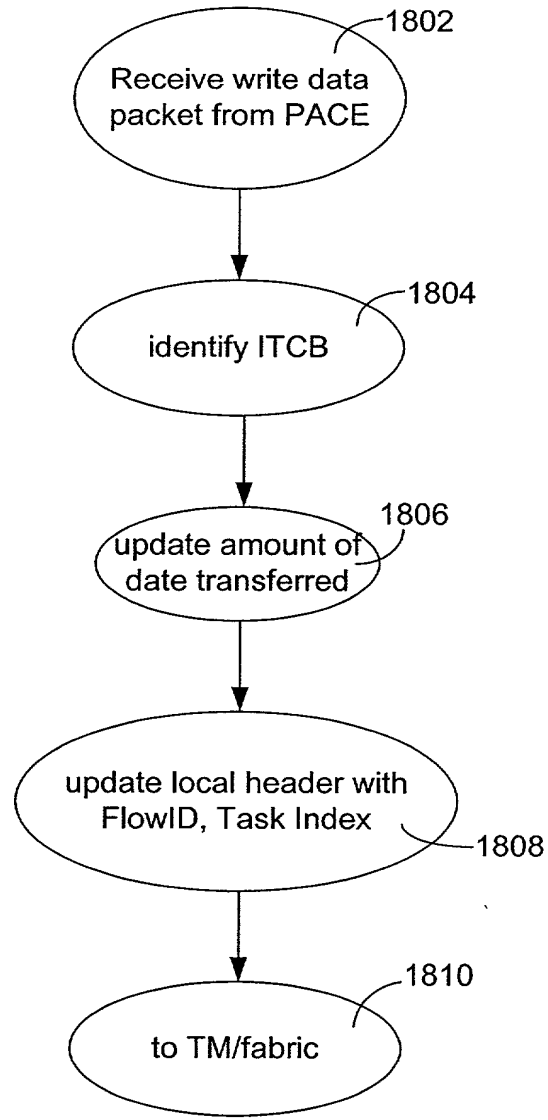 1802
Receive write data
packet from PACE
1804
identify ITCB
1806
update amount of
date transferred
update local header with
FlowID, Task Index
1808
1810
to TM/fabric